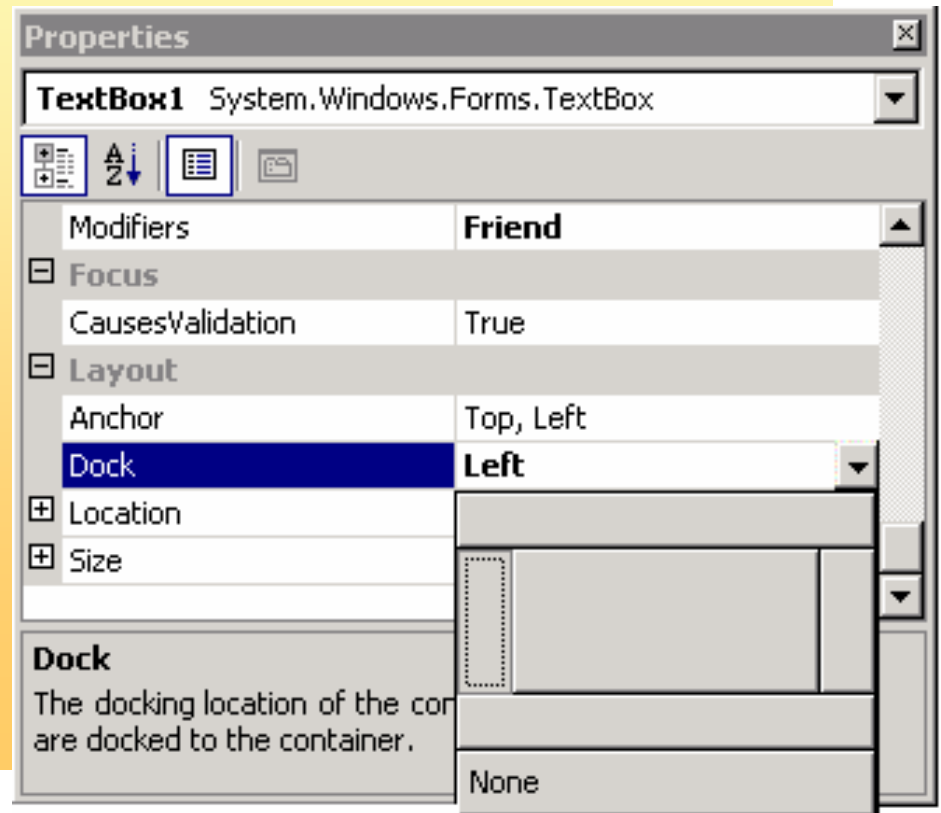 Properties
TextBox1 System.Windows.Forms.TextBox
A
Z
Modifiers Friend
Focus
CausesValidation True
Layout
Anchor Top, Left
Dock Left
Location
Size
Dock
The docking location of the cor
are docked to the container.
None